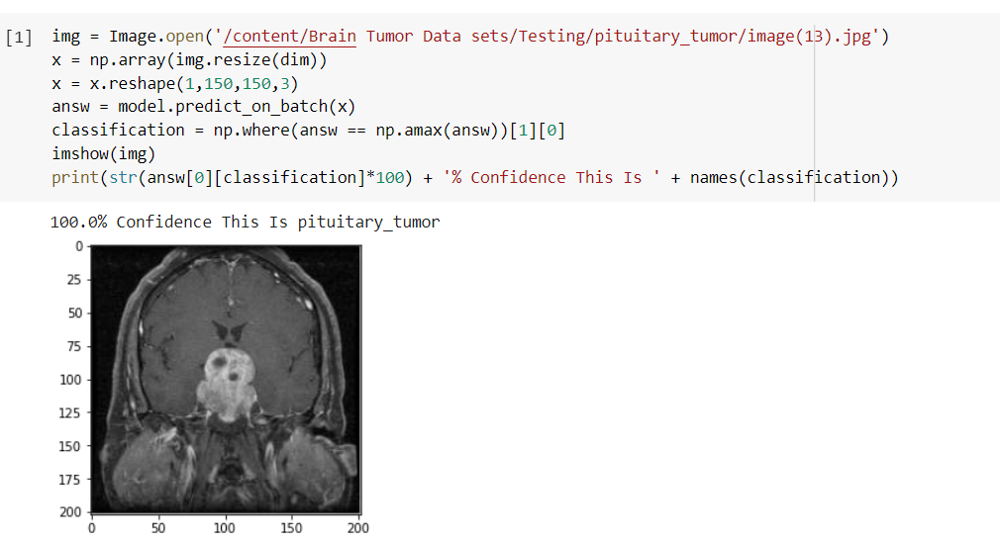 [1] img = Image.open('/content/Brain Tumor Data sets/Testing/pituitary_tumor/image(13).jpg')
x = np.array(img.resize(dim))
x = x.reshape(1,150,150,3)
answ = model.predict_on_batch(x)
classification = np.where(answ == np.amax(answ))[1][0]
imshow(img)
print(str(answ[0][classification]*100) + '% Confidence This Is ' + names(classification))
100.0% Confidence This Is pituitary_tumor
0
25
50
75
100
125
150
175
200
0 50 100 150 200